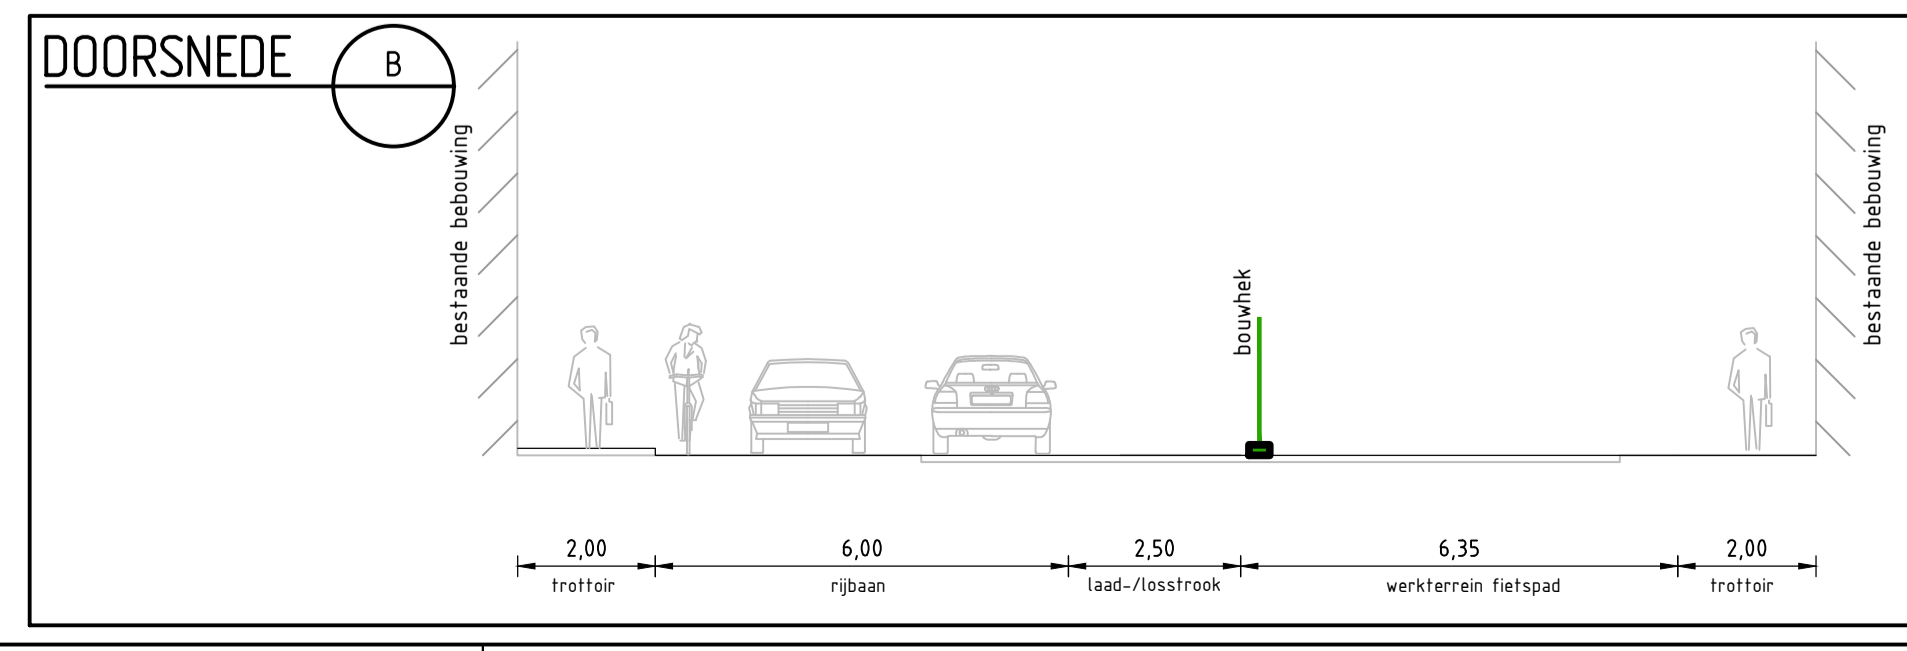 DOORSNEDE
B
bestaande bebouwing
bouwhek
bestaande bebouwing
2,00
6,00
2,50
6,35
2,00
trottoir
rijbaan
laad-/losstrook
werkterrein fietspad
trottoir